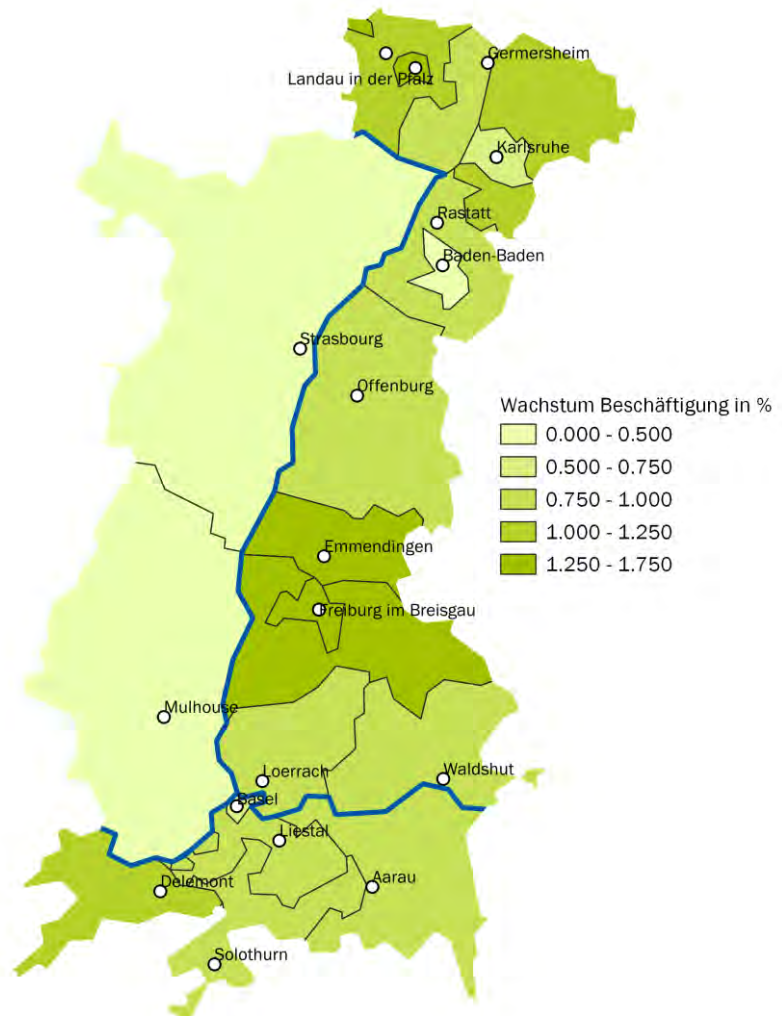 Germersheim
Landau in der Pfalz
Karlsruhe
Rastatt
Baden-Baden
Strasbourg
Offenburg
Wachstum Beschäftigung in %
0.000 - 0.500
0.500 - 0.750
0.750 - 1.000
1.000 - 1.250
1.250 - 1.750
Emmendingen
Freiburg im Breisgau
Mulhouse
Loerrach
Waldshut
Basel
Liestal
Delemont
Aarau
Solothurn